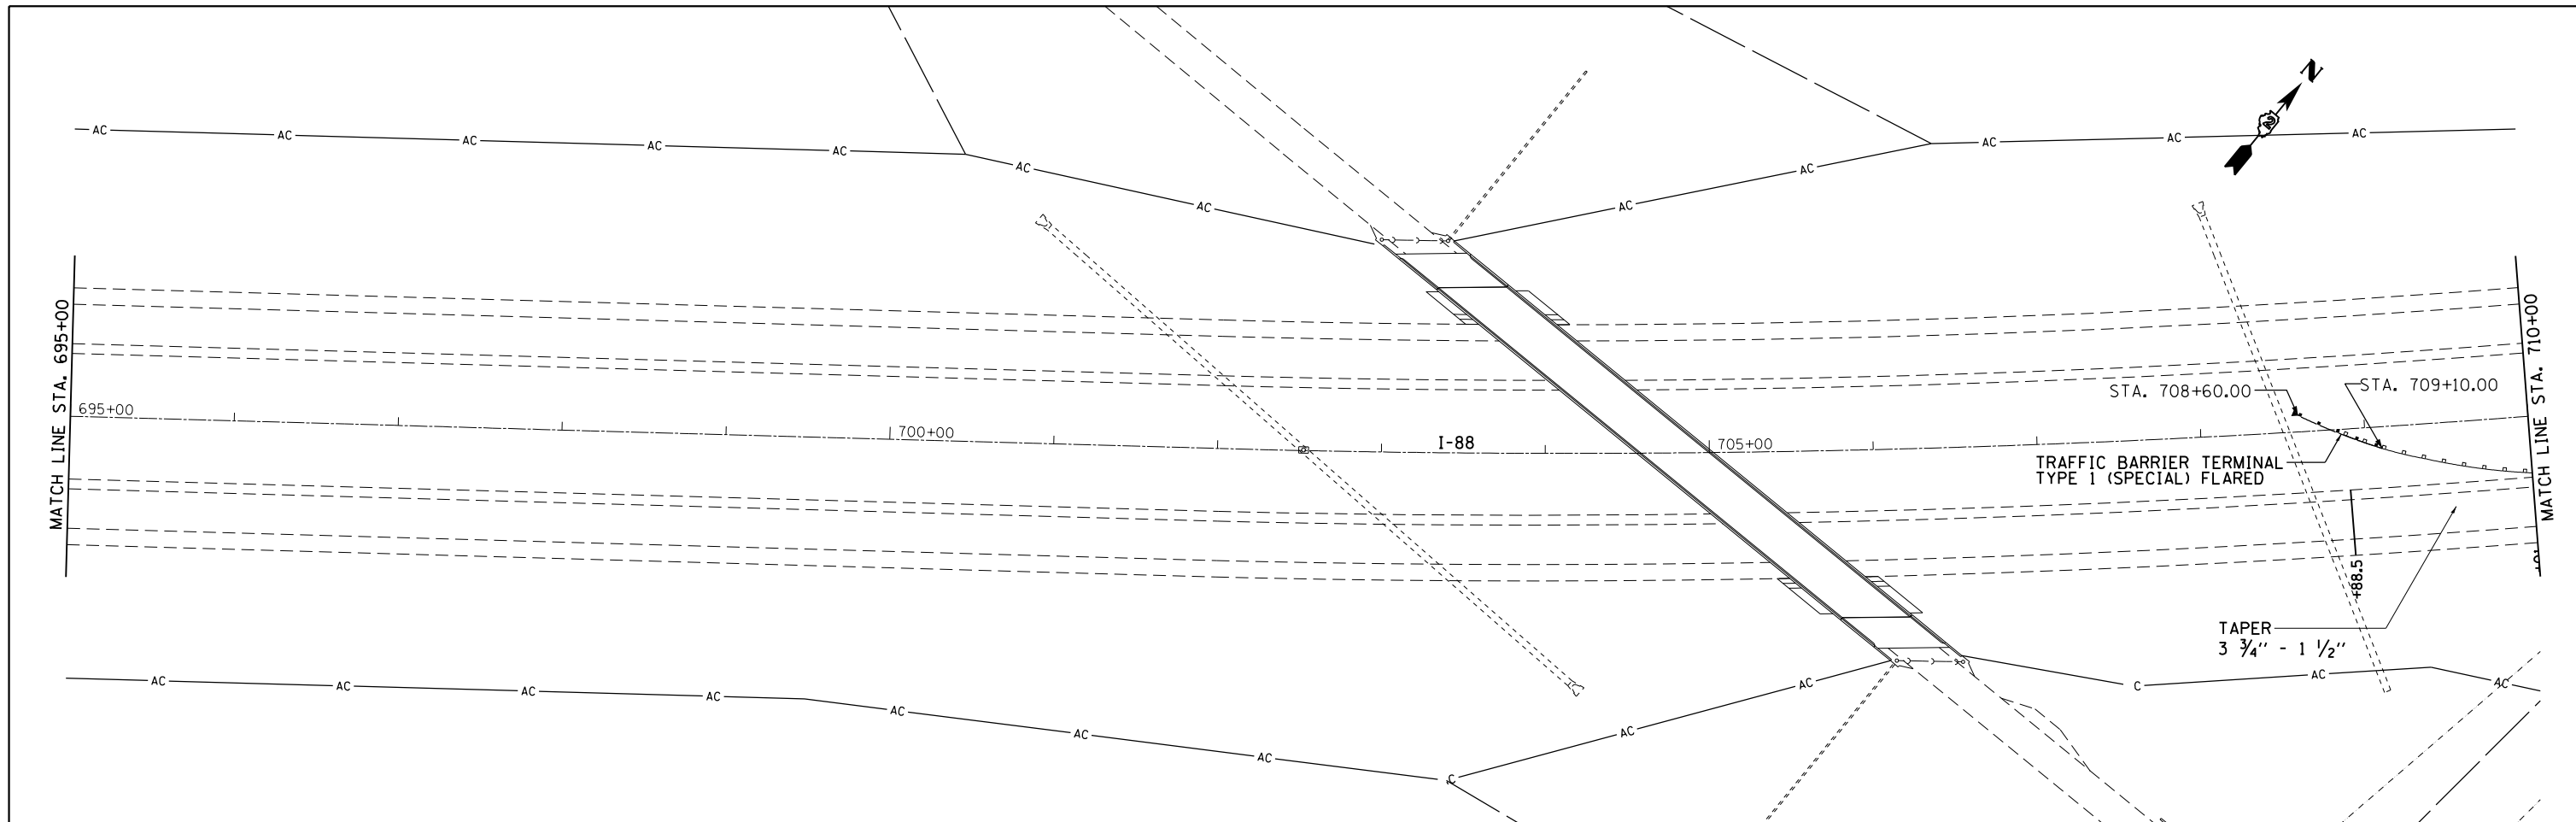 N
2
AC AC AC AC AC AC AC AC AC AC AC AC
MATCH LINE STA. 695+00
MATCH LINE STA. 710+00
STA. 708+60.00
STA. 709+10.00
695+00
700+00
I-88
705+00
TRAFFIC BARRIER TERMINAL
TYPE 1 (SPECIAL) FLARED
+88.5
TAPER
3 3/4" - 1 1/2"
AC AC AC AC AC AC AC C AC AC C AC AC